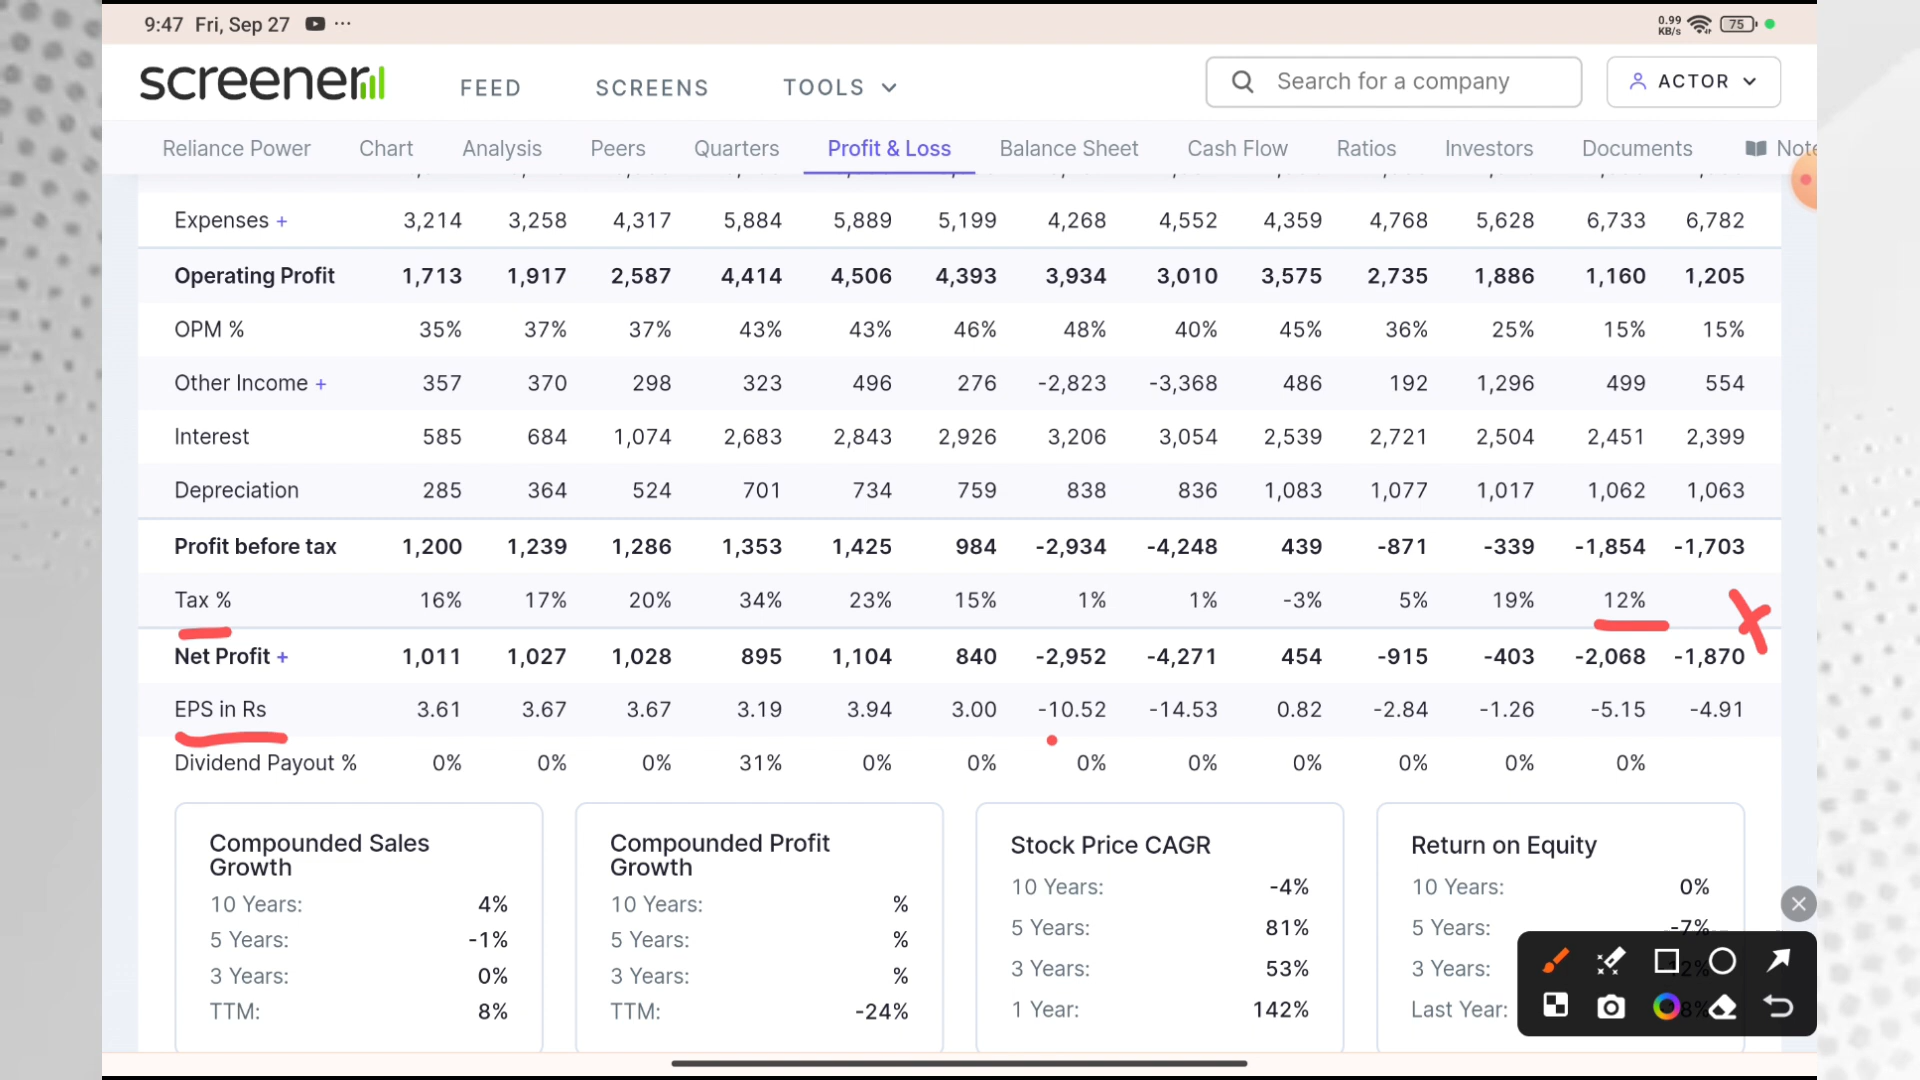 9:47 Fri, Sep 27 ...
0.99 KB/s 75
screener FEED SCREENS TOOLS Search for a company ACTOR
Reliance Power Chart Analysis Peers Quarters Profit & Loss Balance Sheet Cash Flow Ratios Investors Documents Note
Expenses + 3,214 3,258 4,317 5,884 5,889 5,199 4,268 4,552 4,359 4,768 5,628 6,733 6,782
Operating Profit 1,713 1,917 2,587 4,414 4,506 4,393 3,934 3,010 3,575 2,735 1,886 1,160 1,205
OPM % 35% 37% 37% 43% 43% 46% 48% 40% 45% 36% 25% 15% 15%
Other Income + 357 370 298 323 496 276 -2,823 -3,368 486 192 1,296 499 554
Interest 585 684 1,074 2,683 2,843 2,926 3,206 3,054 2,539 2,721 2,504 2,451 2,399
Depreciation 285 364 524 701 734 759 838 836 1,083 1,077 1,017 1,062 1,063
Profit before tax 1,200 1,239 1,286 1,353 1,425 984 -2,934 -4,248 439 -871 -339 -1,854 -1,703
Tax % 16% 17% 20% 34% 23% 15% 1% 1% -3% 5% 19% 12%
Net Profit + 1,011 1,027 1,028 895 1,104 840 -2,952 -4,271 454 -915 -403 -2,068 -1,870
EPS in Rs 3.61 3.67 3.67 3.19 3.94 3.00 -10.52 -14.53 0.82 -2.84 -1.26 -5.15 -4.91
Dividend Payout % 0% 0% 0% 31% 0% 0% 0% 0% 0% 0% 0% 0%
Compounded Sales
Growth
10 Years: 4%
5 Years: -1%
3 Years: 0%
TTM: 8%
Compounded Profit
Growth
10 Years: %
5 Years: %
3 Years: %
TTM: -24%
Stock Price CAGR
10 Years: -4%
5 Years: 81%
3 Years: 53%
1 Year: 142%
Return on Equity
10 Years: 0%
5 Years: -7%
3 Years:
Last Year: